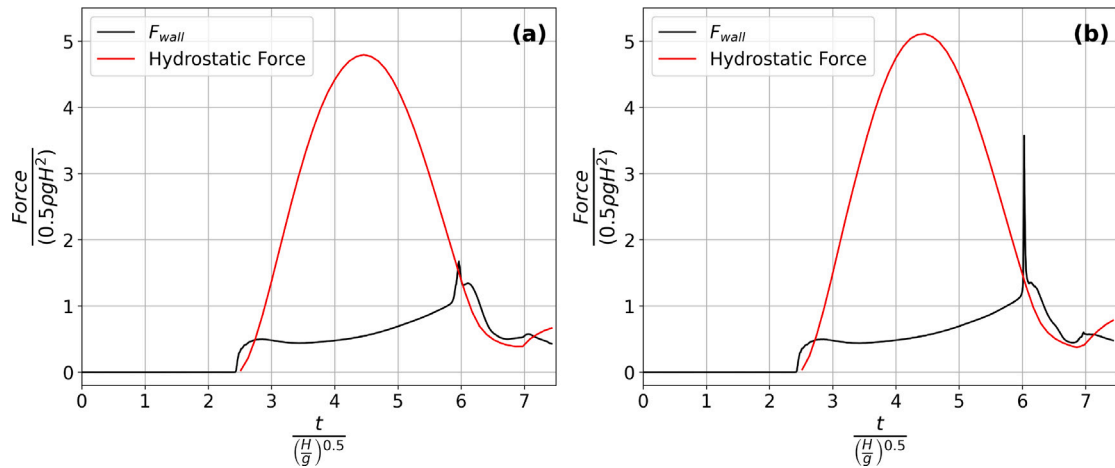 F_wall
Hydrostatic Force
(a)
5
4
3
2
1
0
Force
(0.5ρgH²)
0 1 2 3 4 5 6 7
t
(H/g)^0.5
F_wall
Hydrostatic Force
(b)
5
4
3
2
1
0
Force
(0.5ρgH²)
0 1 2 3 4 5 6 7
t
(H/g)^0.5